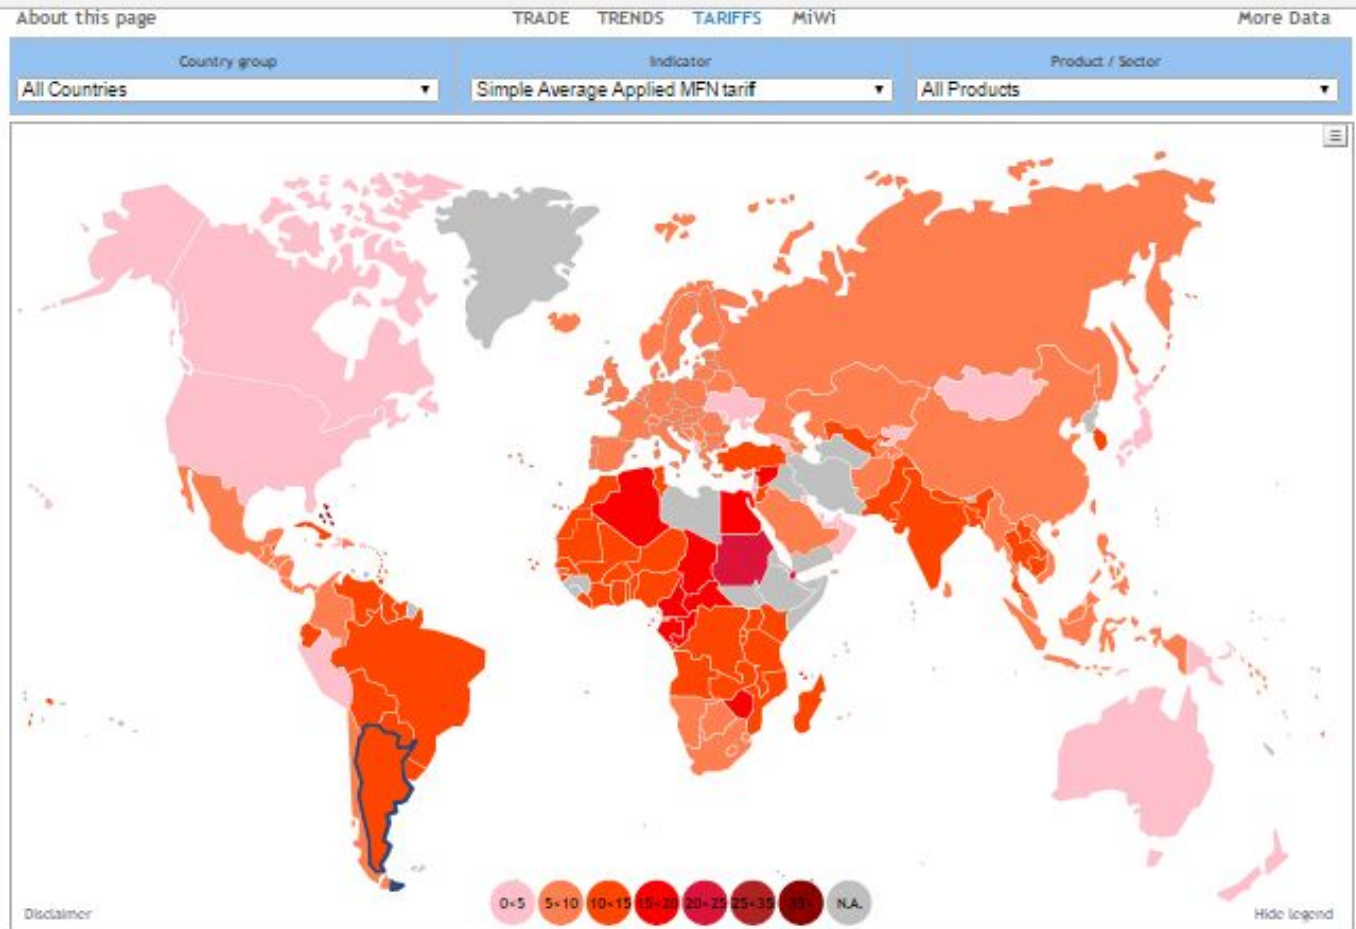 About this page TRADE TRENDS TARIFFS MiWi More Data
Country group Indicator Product / Sector
All Countries Simple Average Applied MFN tarif All Products
0<5 5<10 10<15 15<20 20<25 25<35 N.A.
Disclaimer Hide legend